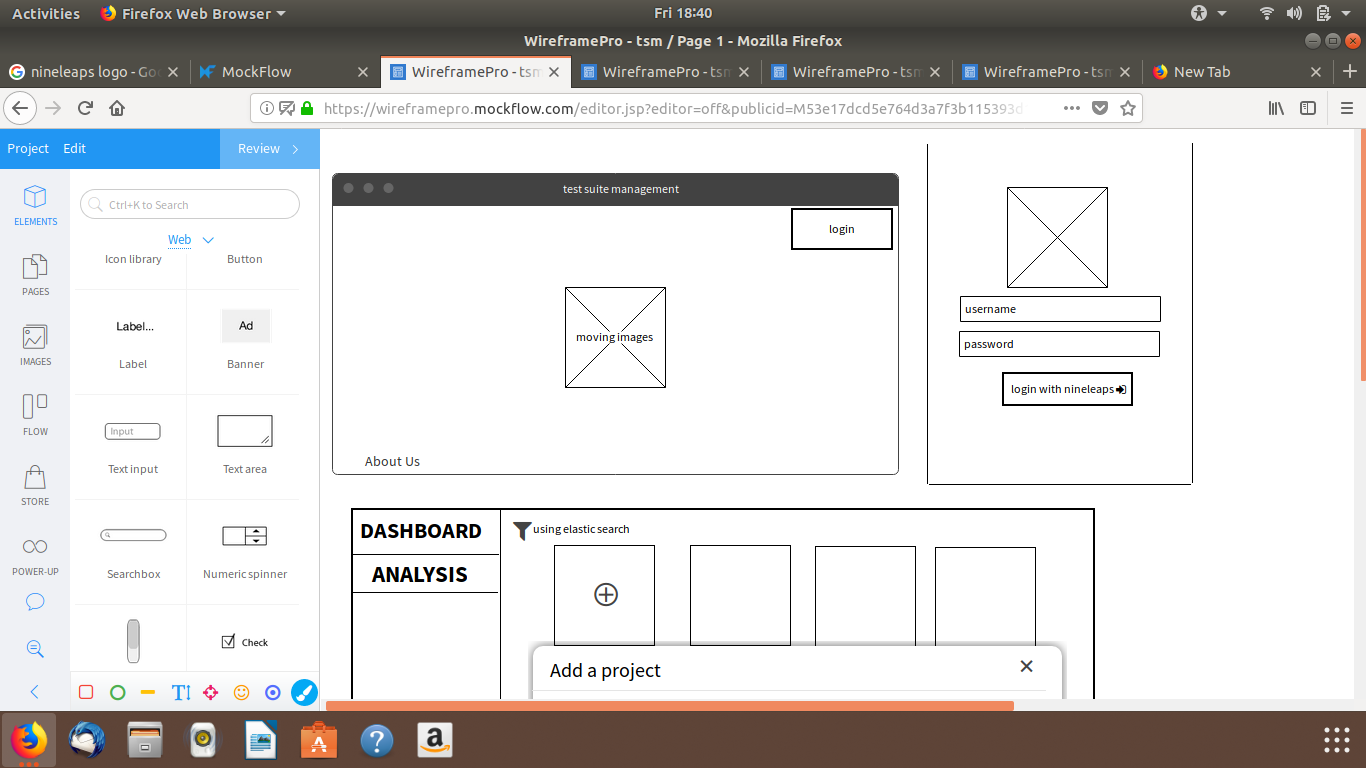 Activities Firefox Web Browser Fri 18:40
WireframePro - tsm / Page 1 - Mozilla Firefox
nineleaps logo - Goo MockFlow WireframePro - tsm WireframePro - tsm WireframePro - tsm WireframePro - tsm New Tab
https://wireframepro.mockflow.com/editor.jsp?editor=off&publicid=M53e17dcd5e764d3a7f3b115393d
Project Edit Review
ELEMENTS
PAGES
IMAGES
FLOW
STORE
POWER-UP
Ctrl+K to Search
Web
Icon library Button
Label... Ad
Label Banner
Input
Text input Text area
Searchbox Numeric spinner
Check
T
test suite management
login
moving images
About Us
username
password
login with nineleaps
DASHBOARD
ANALYSIS
using elastic search
Add a project
a